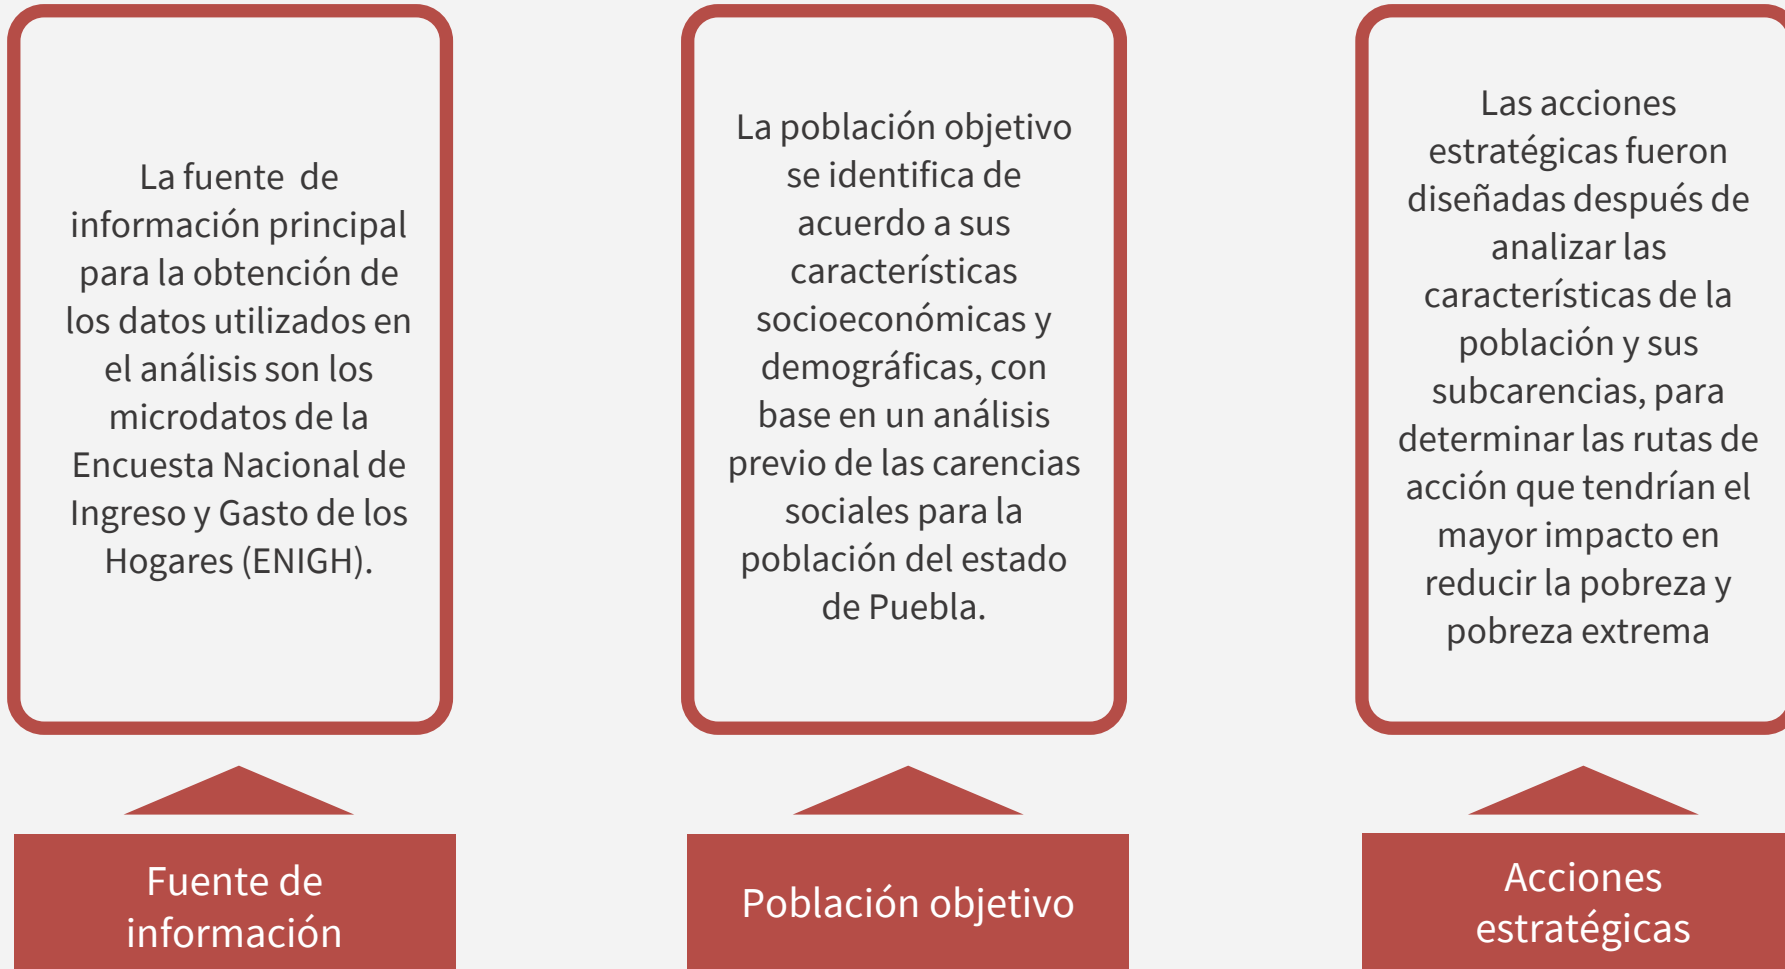 La fuente  de
información principal
para la obtención de
los datos utilizados en
el análisis son los
microdatos de la
Encuesta Nacional de
Ingreso y Gasto de los
Hogares (ENIGH).
Fuente de
información
La población objetivo
se identifica de
acuerdo a sus
características
socioeconómicas y
demográficas, con
base en un análisis
previo de las carencias
sociales para la
población del estado
de Puebla.
Población objetivo
Las acciones
estratégicas fueron
diseñadas después de
analizar las
características de la
población y sus
subcarencias, para
determinar las rutas de
acción que tendrían el
mayor impacto en
reducir la pobreza y
pobreza extrema
Acciones
estratégicas